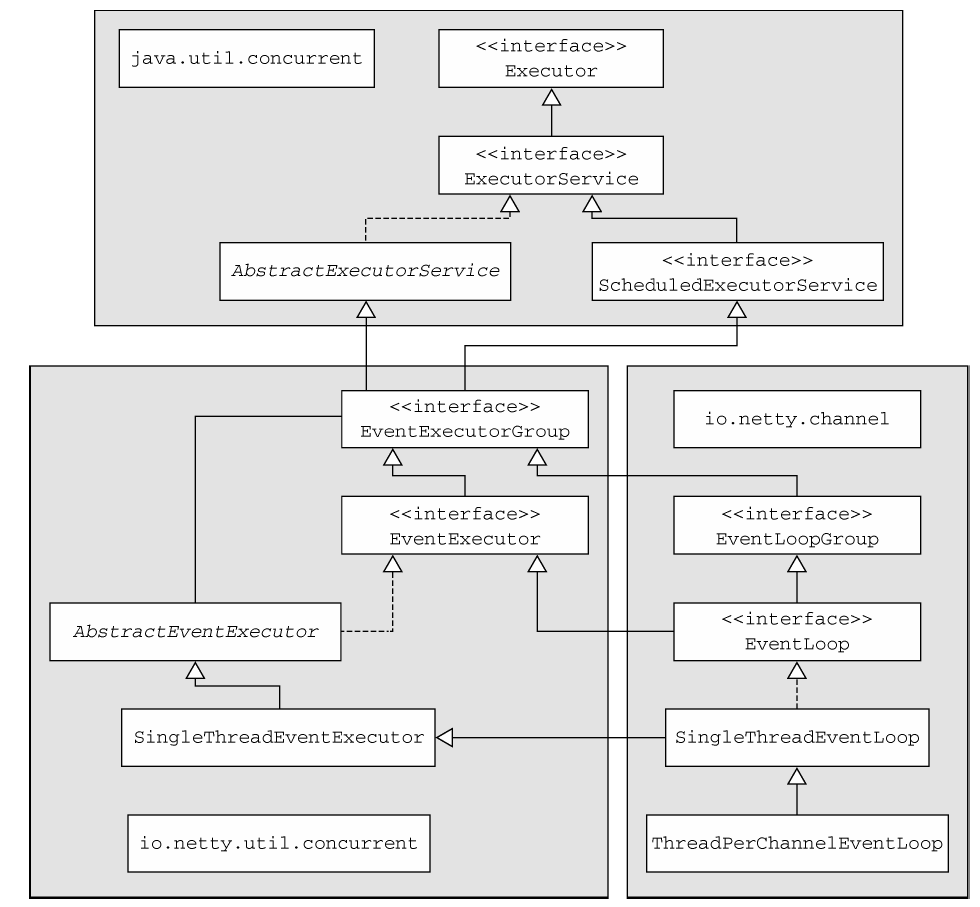 java.util.concurrent
<<interface>>
Executor
<<interface>>
ExecutorService
AbstractExecutorService
<<interface>>
ScheduledExecutorService
<<interface>>
EventExecutorGroup
io.netty.channel
<<interface>>
EventExecutor
<<interface>>
EventLoopGroup
AbstractEventExecutor
<<interface>>
EventLoop
SingleThreadEventExecutor
SingleThreadEventLoop
io.netty.util.concurrent
ThreadPerChannelEventLoop